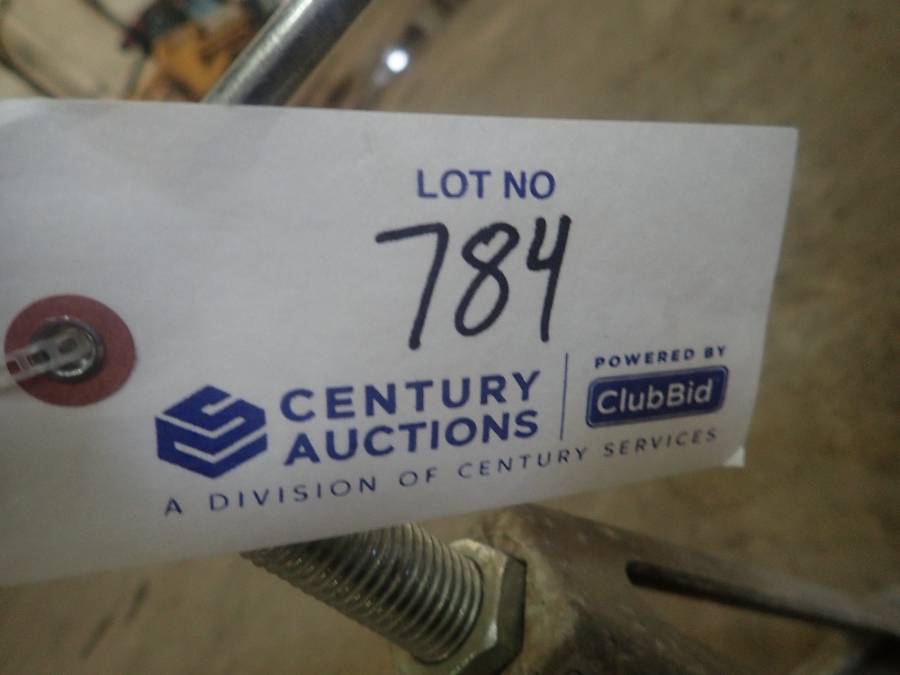 LOT NO
784
CENTURY
AUCTIONS
POWERED BY
ClubBid
A DIVISION OF CENTURY SERVICES